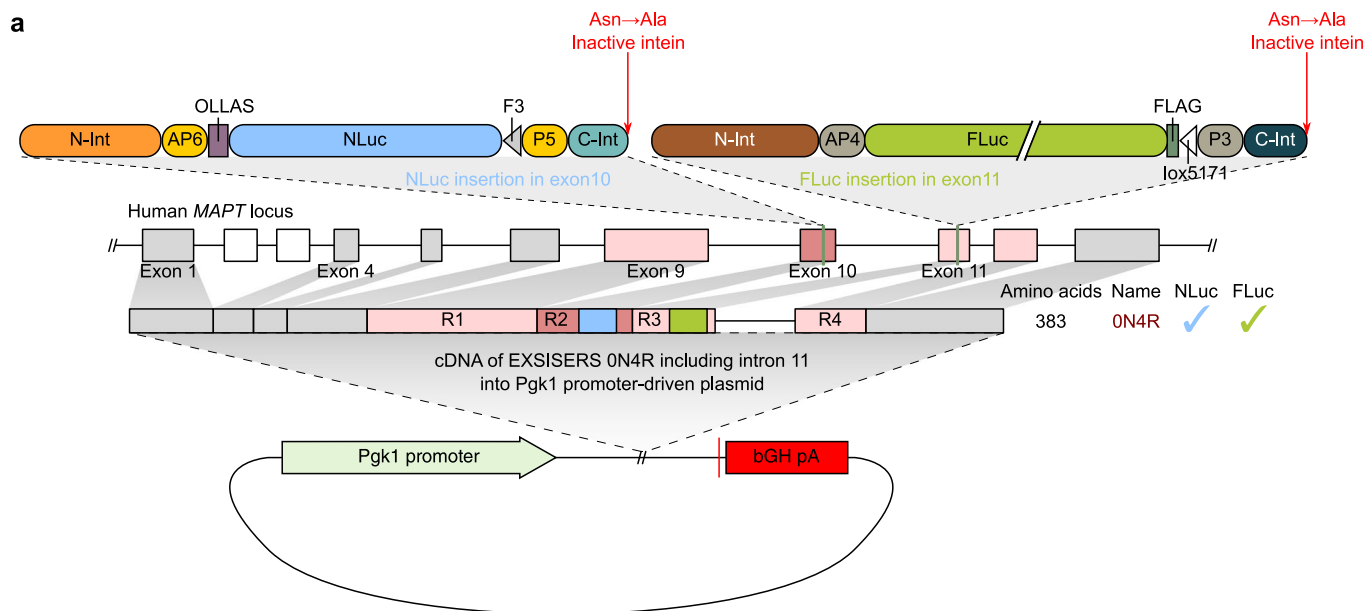 a
Asn→Ala
Inactive intein
Asn→Ala
Inactive intein
OLLAS
F3
FLAG
N-Int
AP6
NLuc
P5
C-Int
N-Int
AP4
FLuc
P3
C-Int
lox5171
NLuc insertion in exon10
FLuc insertion in exon11
Human MAPT locus
//
//
Exon 1
Exon 4
Exon 9
Exon 10
Exon 11
Amino acids
Name
NLuc
FLuc
R1
R2
R3
R4
383
0N4R
✓
✓
cDNA of EXSISERS 0N4R including intron 11
into Pgk1 promoter-driven plasmid
Pgk1 promoter
//
bGH pA